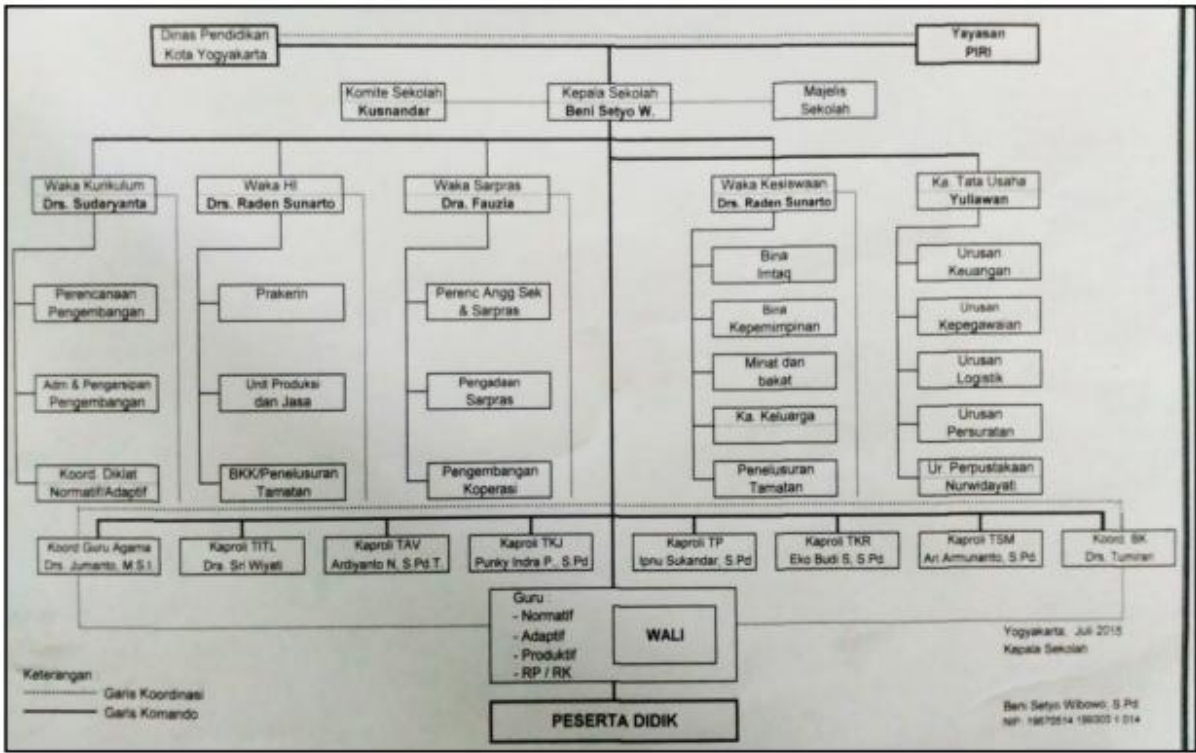 Dinas Pendidikan
Kota Yogyakarta
Yayasan
PIRI
Komite Sekolah
Kusnandar
Kepala Sekolah
Beni Setyo W.
Majelis
Sekolah
Waka Kurikulum
Drs. Sudaryanta
Waka HI
Drs. Raden Sunarto
Waka Sarpras
Dra. Fauzia
Waka Kesiswaan
Drs. Raden Sunarto
Ka. Tata Usaha
Yuliawan
Perencanaan
Pengembangan
Adm & Pengarsipan
Pengembangan
Koord. Diklat
Normatif/Adaptif
Prakerin
Unit Produksi
dan Jasa
BKK/Penelusuran
Tamatan
Perenc Angg Sek
& Sarpras
Pengadaan
Sarpras
Pengembangan
Koperasi
Bina
Imtaq
Bina
Kepemimpinan
Minat dan
bakat
Ka. Keluarga
Penelusuran
Tamatan
Urusan
Keuangan
Urusan
Kepegawaian
Urusan
Logistik
Urusan
Persuratan
Ur. Perpustakaan
Nurwidayati
Koord Guru Agama
Drs. Jumanto, M.S.I
Kaproli TITL
Dra. Sri Wiyati
Kaproli TAV
Ardiyanto N, S.Pd.T.
Kaproli TKJ
Punky Indra P., S.Pd
Kaproli TP
Ipnu Sukandar, S.Pd
Kaproli TKR
Eko Budi S, S.Pd
Kaproli TSM
Ari Armunanto, S.Pd
Koord. BK
Drs. Tumiran
Guru :
- Normatif
- Adaptif
- Produktif
- RP / RK
WALI
PESERTA DIDIK
Keterangan :
Garis Koordinasi
Garis Komando
Yogyakarta, Juli 2015
Kepala Sekolah
Beni Setyo Wibowo, S.Pd
NIP.